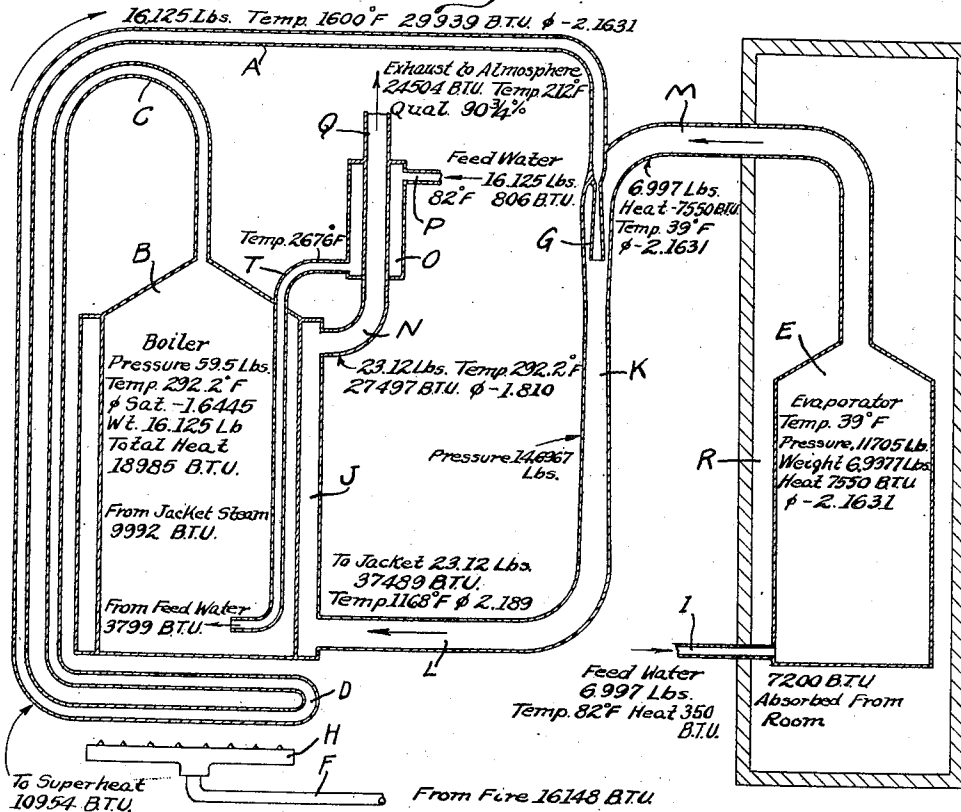 16.125 Lbs. Temp. 1600°F 29939 B.T.U. ϕ-2.1631
A
C
Exhaust to Atmosphere
24504 B.T.U. Temp. 212°F
Qual. 90¾%
Q
M
Feed Water
16.125 Lbs.
82°F 806 B.T.U.
P
6.997 Lbs.
Heat-7550 B.T.U.
Temp. 39°F
ϕ-2.1631
G
Temp. 267.6°F
T
O
B
N
E
Boiler
Pressure 59.5 Lbs.
Temp. 292.2°F
ϕ Sat.-1.6445
Wt. 16.125 Lb
Total Heat
18985 B.T.U.
23.12 Lbs. Temp. 292.2°F
27497 B.T.U. ϕ-1.810
K
Evaporator
Temp. 39°F
Pressure, .11705 Lb.
Weight 6.9977 Lbs.
Heat 7550 BTU
ϕ-2.1631
R
Pressure 14.6967
Lbs.
J
From Jacket Steam
9992 B.T.U.
To Jacket 23.12 Lbs.
37489 B.T.U.
Temp. 1168°F ϕ 2.189
From Feed Water
3799 B.T.U.
L
I
Feed Water
6.997 Lbs.
Temp. 82°F Heat 350
B.T.U.
7200 B.T.U
Absorbed From
Room
D
H
F
To Superheat
10954 B.T.U.
From Fire 16148 B.T.U.